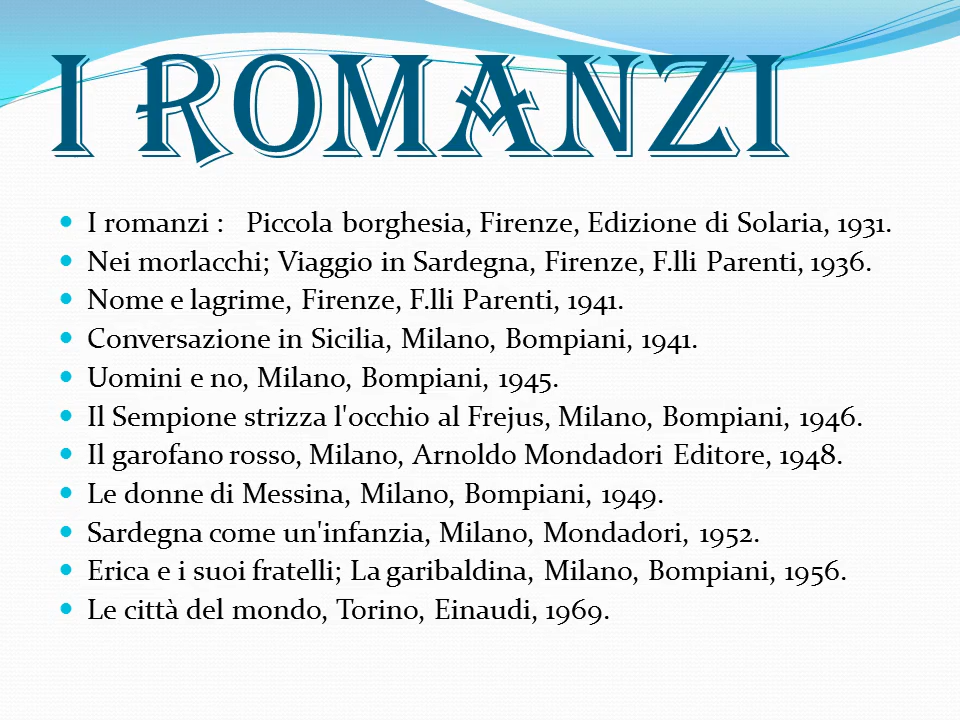 I ROMANZI
I romanzi :   Piccola borghesia, Firenze, Edizione di Solaria, 1931.
Nei morlacchi; Viaggio in Sardegna, Firenze, F.lli Parenti, 1936.
Nome e lagrime, Firenze, F.lli Parenti, 1941.
Conversazione in Sicilia, Milano, Bompiani, 1941.
Uomini e no, Milano, Bompiani, 1945.
Il Sempione strizza l'occhio al Frejus, Milano, Bompiani, 1946.
Il garofano rosso, Milano, Arnoldo Mondadori Editore, 1948.
Le donne di Messina, Milano, Bompiani, 1949.
Sardegna come un'infanzia, Milano, Mondadori, 1952.
Erica e i suoi fratelli; La garibaldina, Milano, Bompiani, 1956.
Le città del mondo, Torino, Einaudi, 1969.